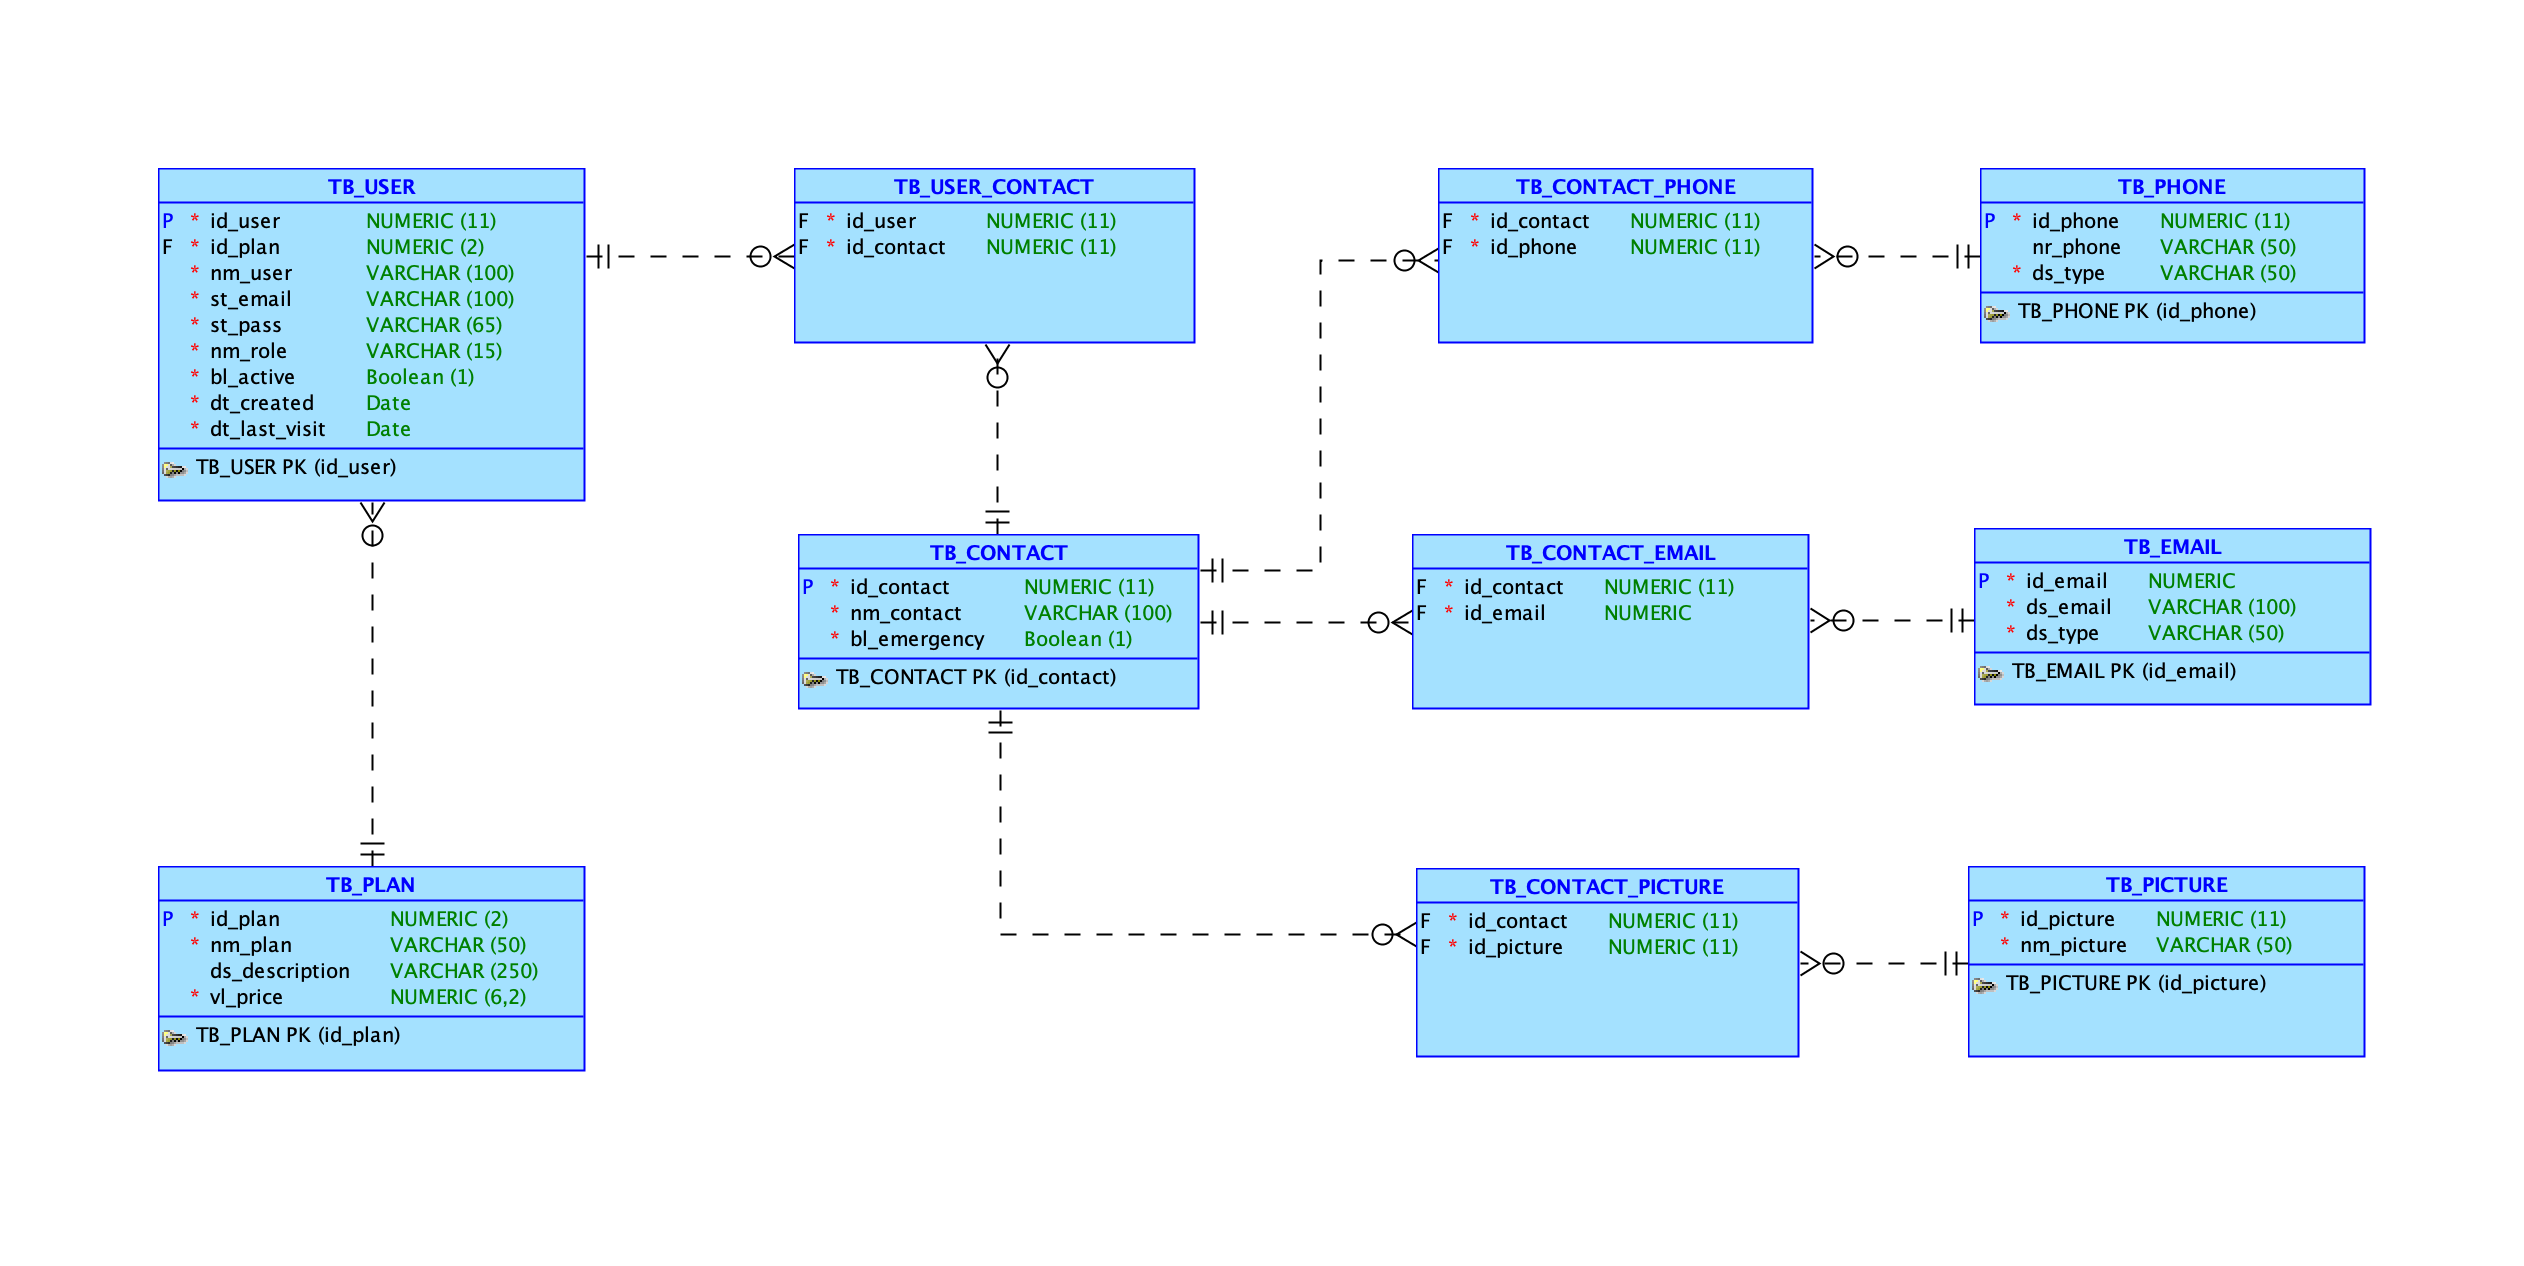 TB_USER
P * id_user NUMERIC (11)
F * id_plan NUMERIC (2)
* nm_user VARCHAR (100)
* st_email VARCHAR (100)
* st_pass VARCHAR (65)
* nm_role VARCHAR (15)
* bl_active Boolean (1)
* dt_created Date
* dt_last_visit Date
TB_USER PK (id_user)
TB_USER_CONTACT
F * id_user NUMERIC (11)
F * id_contact NUMERIC (11)
TB_CONTACT_PHONE
F * id_contact NUMERIC (11)
F * id_phone NUMERIC (11)
TB_PHONE
P * id_phone NUMERIC (11)
nr_phone VARCHAR (50)
* ds_type VARCHAR (50)
TB_PHONE PK (id_phone)
TB_CONTACT
P * id_contact NUMERIC (11)
* nm_contact VARCHAR (100)
* bl_emergency Boolean (1)
TB_CONTACT PK (id_contact)
TB_CONTACT_EMAIL
F * id_contact NUMERIC (11)
F * id_email NUMERIC
TB_EMAIL
P * id_email NUMERIC
* ds_email VARCHAR (100)
* ds_type VARCHAR (50)
TB_EMAIL PK (id_email)
TB_PLAN
P * id_plan NUMERIC (2)
* nm_plan VARCHAR (50)
ds_description VARCHAR (250)
* vl_price NUMERIC (6,2)
TB_PLAN PK (id_plan)
TB_CONTACT_PICTURE
F * id_contact NUMERIC (11)
F * id_picture NUMERIC (11)
TB_PICTURE
P * id_picture NUMERIC (11)
* nm_picture VARCHAR (50)
TB_PICTURE PK (id_picture)